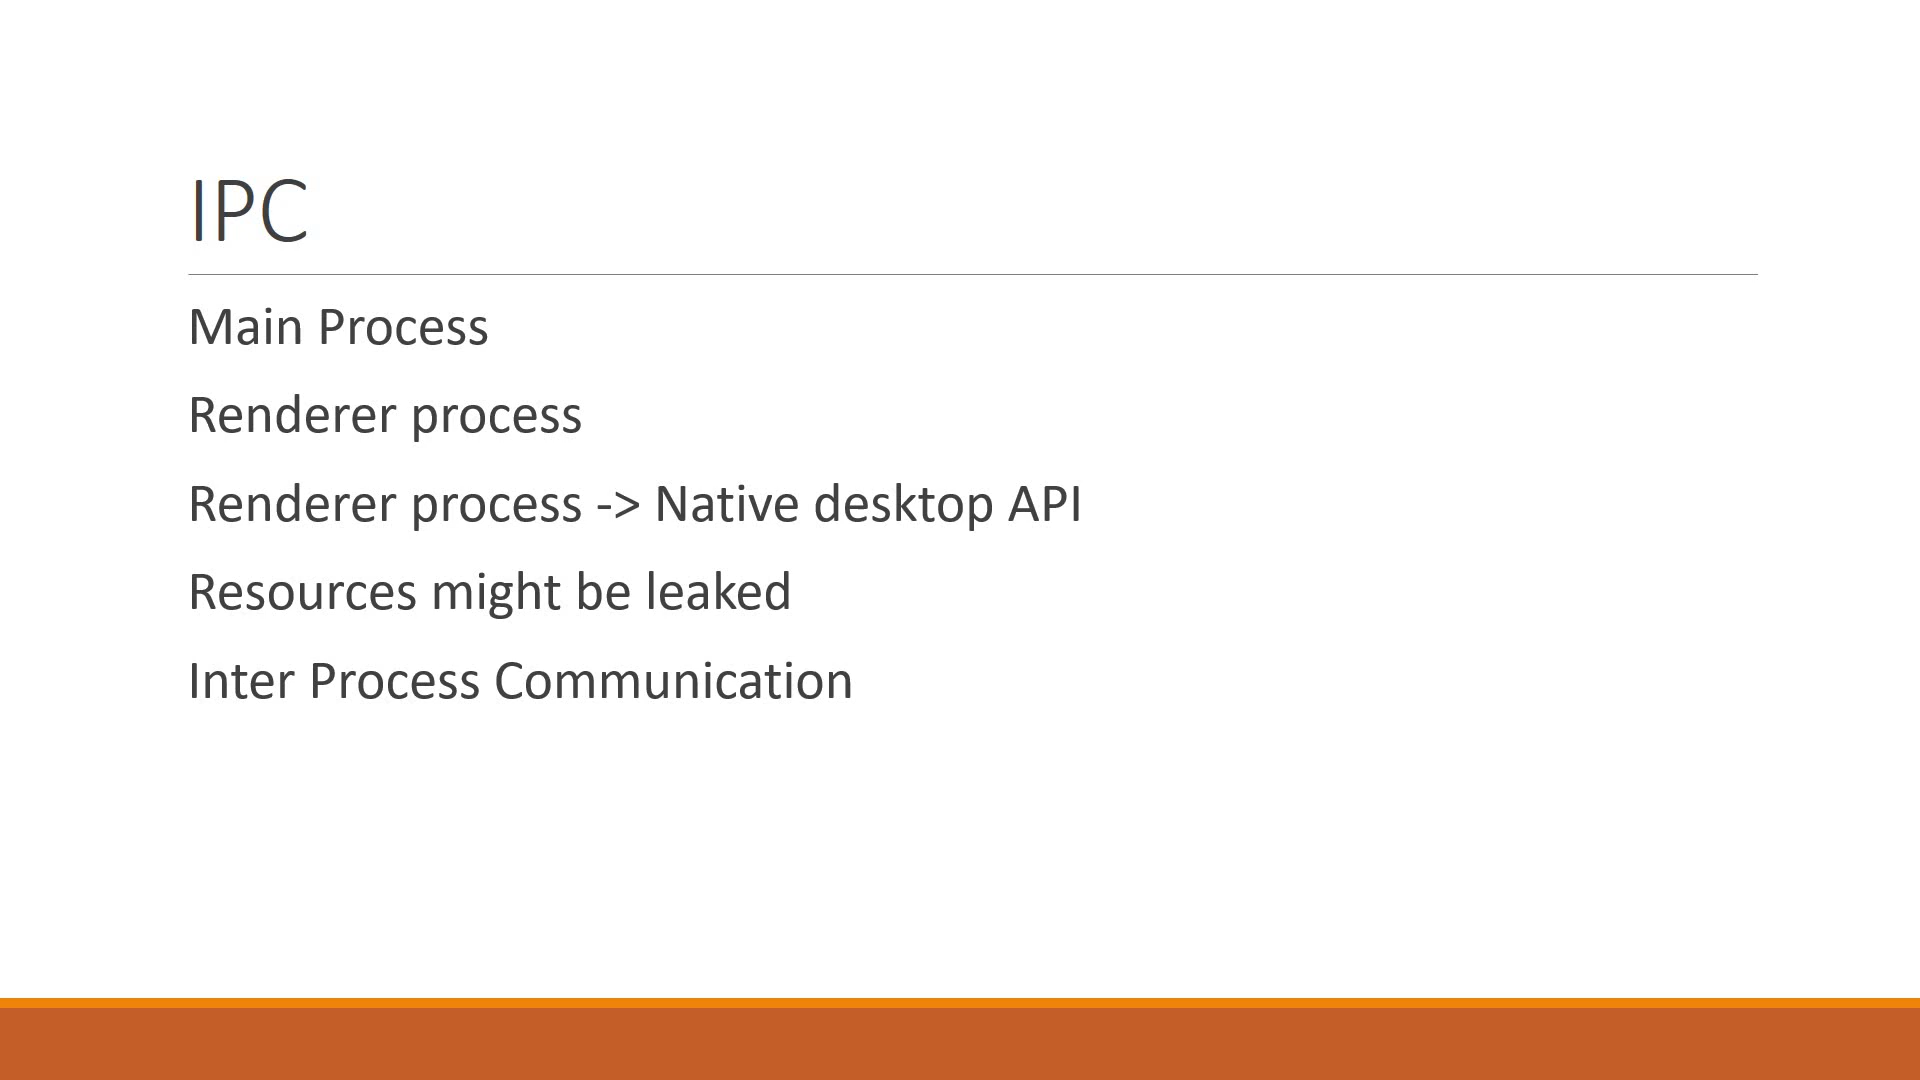 IPC
Main Process
Renderer process
Renderer process -> Native desktop API
Resources might be leaked
Inter Process Communication